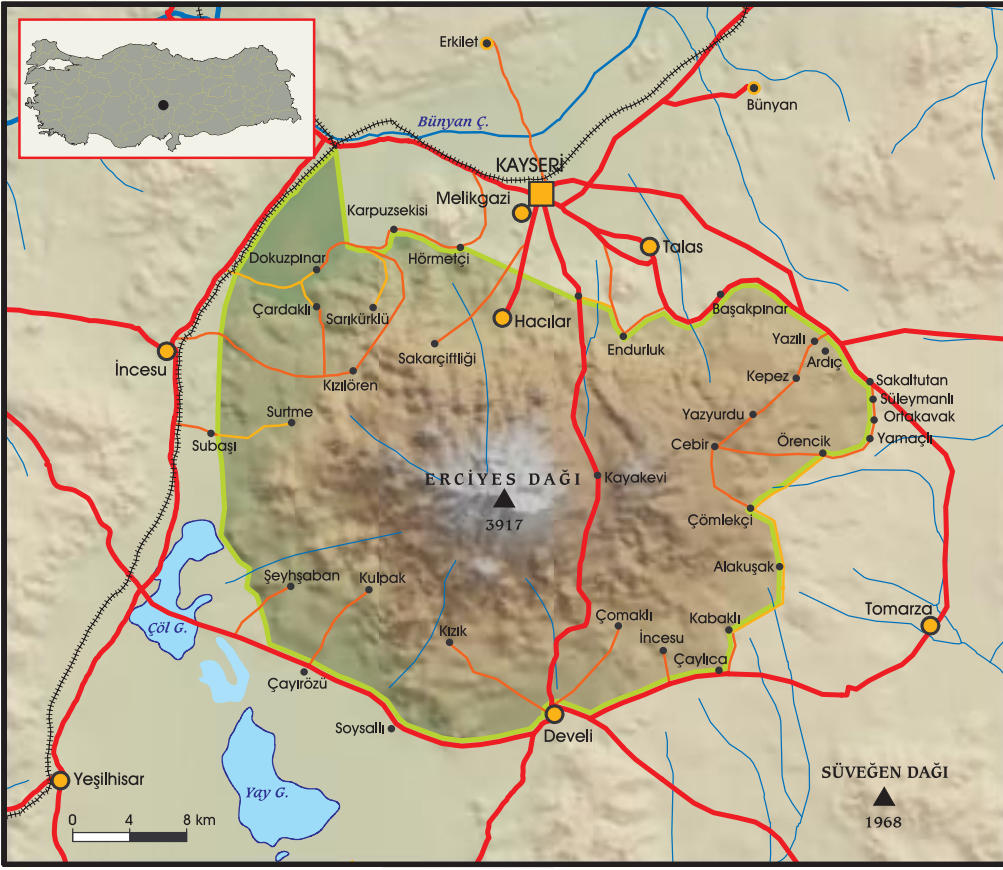 Erkilet
Bünyan
Bünyan Ç.
KAYSERİ
Melikgazi
Karpuzsekisi
Talas
Hörmetçi
Dokuzpınar
Çardaklı
Sarıkürklü
Hacılar
Başakpınar
Endurluk
Yazılı
Ardıç
Sakarçiftliği
İncesu
Kızılören
Kepez
Sakaltutan
Süleymanlı
Ortakavak
Yamaçlı
Surtme
Subaşı
Yazyurdu
Cebir
Örencik
ERCİYES DAĞI
3917
Kayakevi
Çömlekçi
Alakuşak
Şeyhşaban
Kulpak
Çöl G.
Kızık
Çomaklı
İncesu
Kabaklı
Tomarza
Çaylıca
Çayırözü
Soysallı
Develi
Yeşilhisar
Yay G.
SÜVEĞEN DAĞI
1968
0 4 8 km